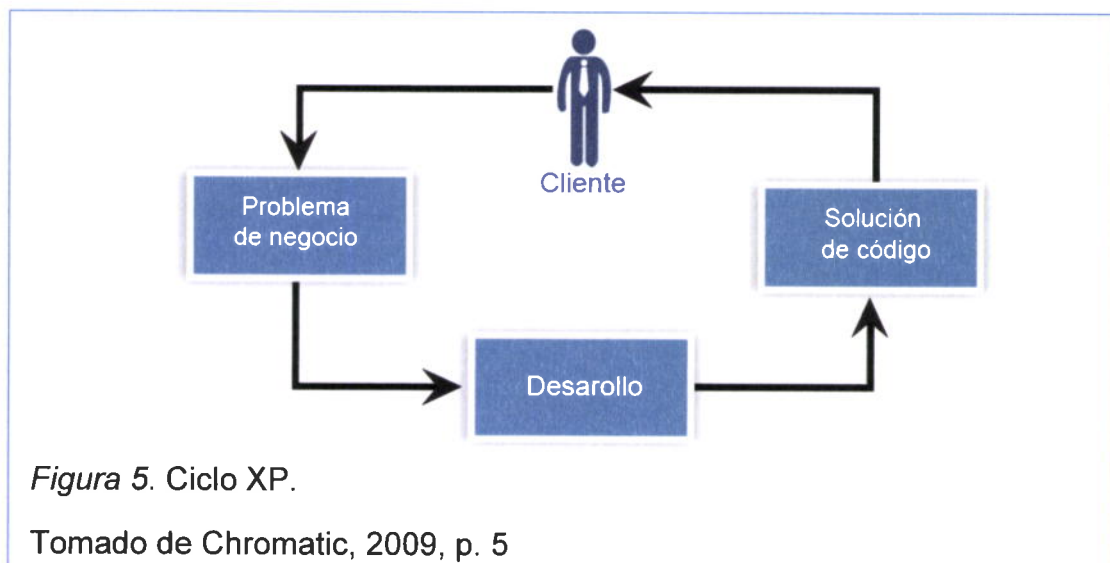 Cliente
Problema
de negocio
Solución
de código
Desarollo
Figura 5. Ciclo XP.
Tomado de Chromatic, 2009, p. 5